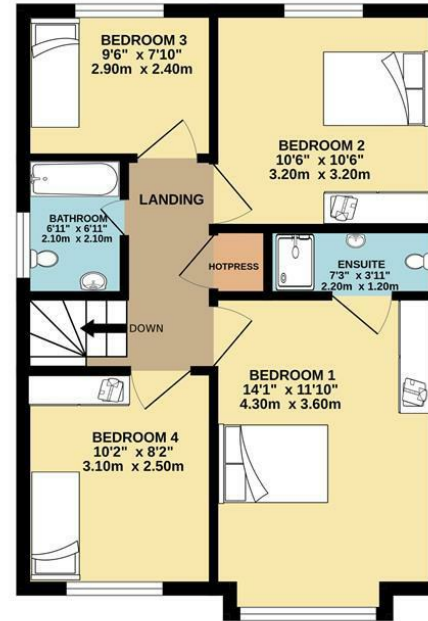 BEDROOM 3
9'6" x 7'10"
2.90m x 2.40m
BEDROOM 2
10'6" x 10'6"
3.20m x 3.20m
LANDING
BATHROOM
6'11" x 6'11"
2.10m x 2.10m
HOTPRESS
ENSUITE
7'3" x 3'11"
2.20m x 1.20m
DOWN
BEDROOM 1
14'1" x 11'10"
4.30m x 3.60m
BEDROOM 4
10'2" x 8'2"
3.10m x 2.50m